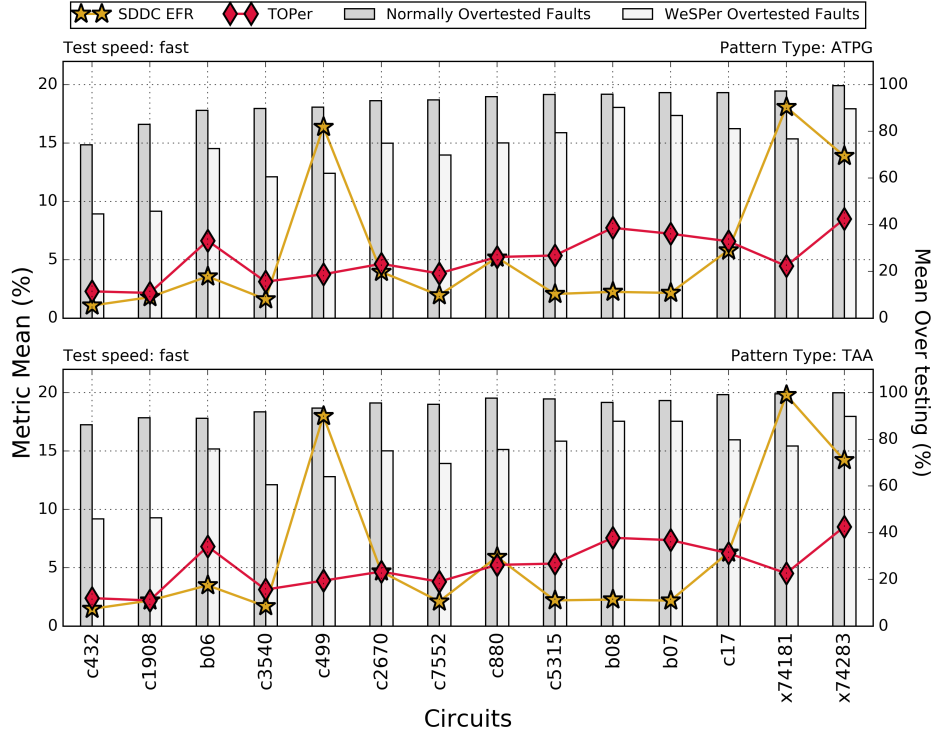 SDDC EFR TOPer Normally Overtested Faults WeSPer Overtested Faults
Test speed: fast Pattern Type: ATPG
20 100
80
15
60
10
40
5
20
0 0
Test speed: fast Pattern Type: TAA
20 100
80
15
60
10
40
5
20
0 0
Metric Mean (%)
Mean Over testing (%)
c432 c1908 b06 c3540 c499 c2670 c7552 c880 c5315 b08 b07 c17 x74181 x74283
Circuits